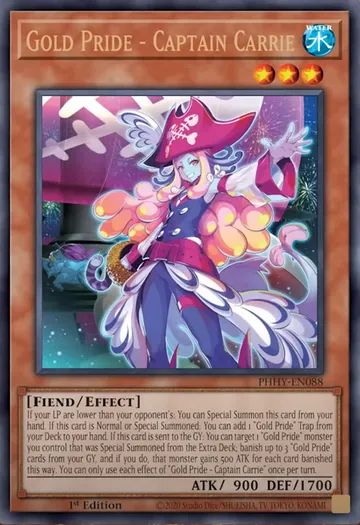 Gold Pride - Captain Carrie
WATER
水
PHHY-EN088
[Fiend/Effect]
If your LP are lower than your opponent's: You can Special Summon this card from your
hand. If this card is Normal or Special Summoned: You can add 1 "Gold Pride" Trap from
your Deck to your hand. If this card is sent to the GY: You can target 1 "Gold Pride" monster
you control that was Special Summoned from the Extra Deck; banish up to 3 "Gold Pride"
cards from your GY, and if you do, that monster gains 500 ATK for each card banished
this way. You can only use each effect of "Gold Pride - Captain Carrie" once per turn.
ATK/ 900 DEF/ 2100
1st Edition
©2020 Studio Dice/SHUEISHA, TV TOKYO, KONAMI